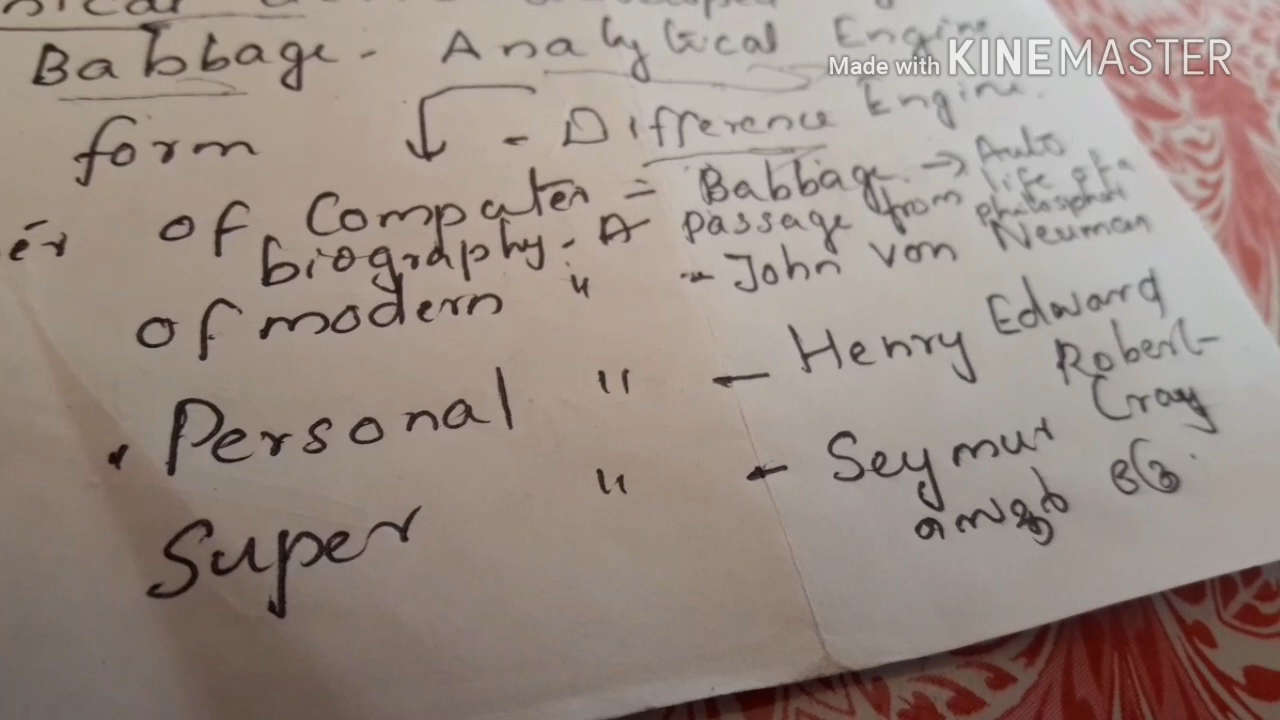 Babbage - Analytical Engine
Made with KINEMASTER
form - Difference Engine.
ér of Computer = Babbage. → Auto
biography. A passage from life of a philosopher
of modern " - John von Neuman
. Personal " - Henry Edward
Robert
Super " - Seymur Cray